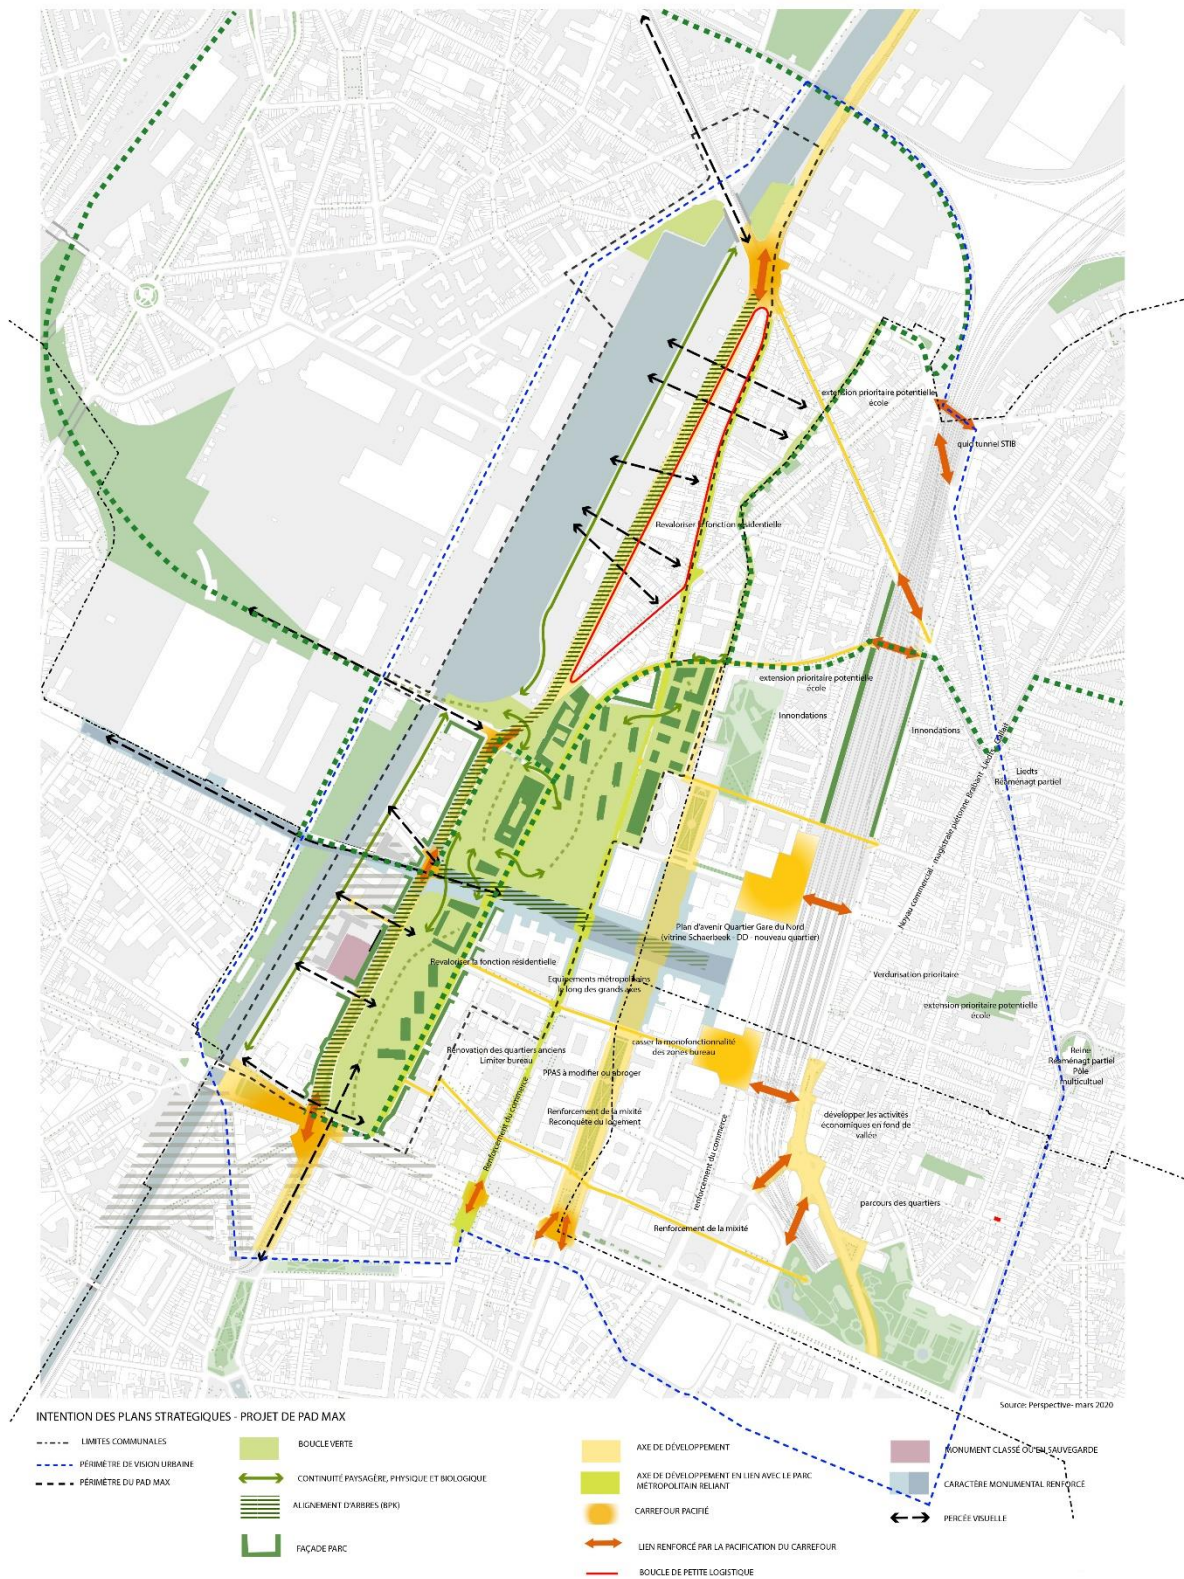 extension prioritaire potentielle
école
quid tunnel STIB
Revaloriser la fonction résidentielle
extension prioritaire potentielle
école
Innondations
Innondations
Liedts
Réaménagt partiel
Noyau commercial - magistrale piétonne Brabant -Liedts - Gallait
Plan d'avenir Quartier Gare du Nord
(vitrine Schaerbeek - DD - nouveau quartier)
Revaloriser la fonction résidentielle
Equipements métropolitains
le long des grands axes
Verdurisation prioritaire
extension prioritaire potentielle
école
casser la monofonctionnalité
des zones bureau
Rénovation des quartiers anciens
Limiter bureau
Reine
Réaménagt partiel
Pôle
multicultuel
PPAS à modifier ou abroger
Renforcement du commerce
Renforcement de la mixité
Reconquête du logement
renforcement du commerce
développer les activités
économiques en fond de
vallée
parcours des quartiers
Renforcement de la mixité
Source: Perspective- mars 2020
INTENTION DES PLANS STRATEGIQUES - PROJET DE PAD MAX
LIMITES COMMUNALES
PÉRIMÈTRE DE VISION URBAINE
PÉRIMÈTRE DU PAD MAX
BOUCLE VERTE
CONTINUITÉ PAYSAGÈRE, PHYSIQUE ET BIOLOGIQUE
ALIGNEMENT D'ARBRES (BPK)
FAÇADE PARC
AXE DE DÉVELOPPEMENT
AXE DE DÉVELOPPEMENT EN LIEN AVEC LE PARC
MÉTROPOLITAIN RELIANT
CARREFOUR PACIFIÉ
LIEN RENFORCÉ PAR LA PACIFICATION DU CARREFOUR
BOUCLE DE PETITE LOGISTIQUE
MONUMENT CLASSÉ OU EN SAUVEGARDE
CARACTÈRE MONUMENTAL RENFORCÉ
PERCÉE VISUELLE